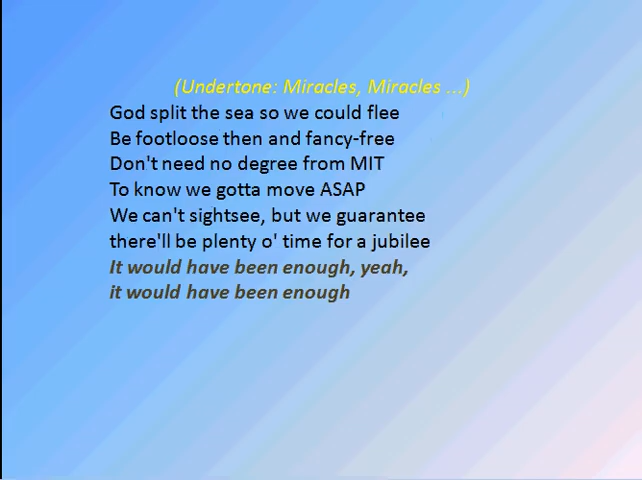 (Undertone: Miracles, Miracles ...)
God split the sea so we could flee
Be footloose then and fancy-free
Don't need no degree from MIT
To know we gotta move ASAP
We can't sightsee, but we guarantee
there'll be plenty o' time for a jubilee
It would have been enough, yeah,
it would have been enough